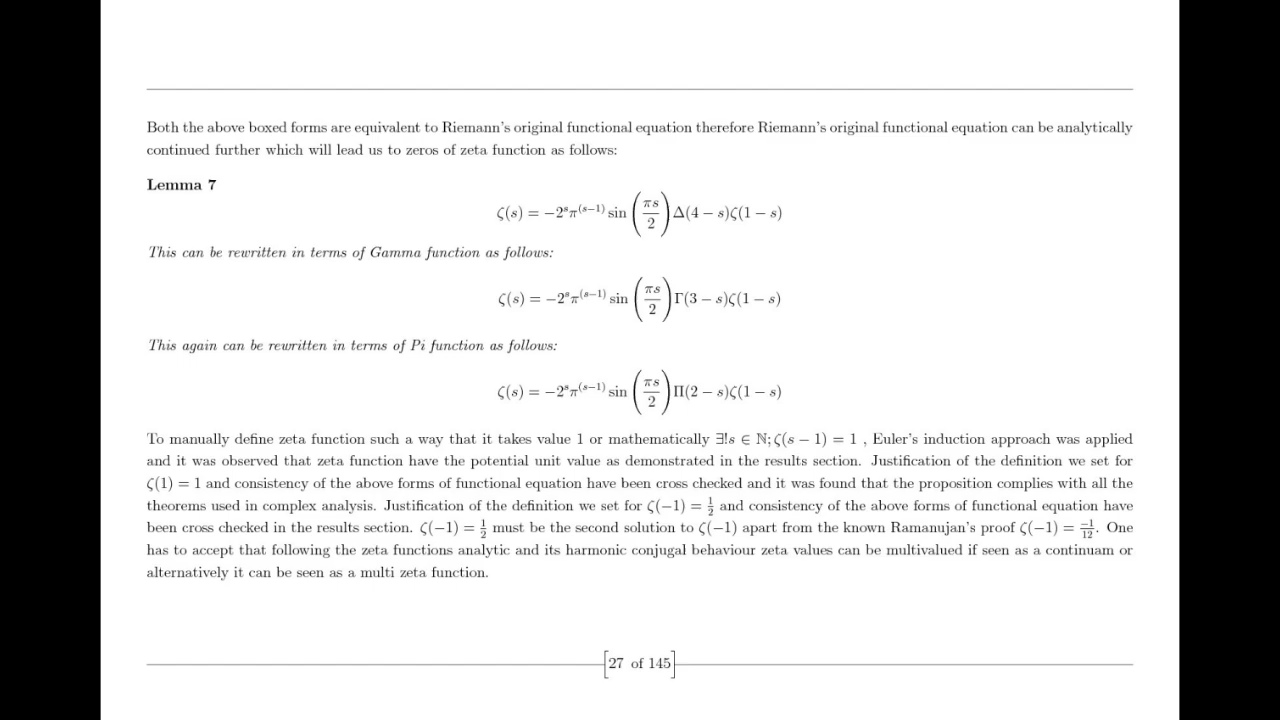 Both the above boxed forms are equivalent to Riemann's original functional equation therefore Riemann's original functional equation can be analytically
continued further which will lead us to zeros of zeta function as follows:
Lemma 7
ζ(s) = −2^s π^(s−1) sin(πs/2) Δ(4 − s)ζ(1 − s)
This can be rewritten in terms of Gamma function as follows:
ζ(s) = −2^s π^(s−1) sin(πs/2) Γ(3 − s)ζ(1 − s)
This again can be rewritten in terms of Pi function as follows:
ζ(s) = −2^s π^(s−1) sin(πs/2) Π(2 − s)ζ(1 − s)
To manually define zeta function such a way that it takes value 1 or mathematically ∃!s ∈ ℕ; ζ(s − 1) = 1 , Euler's induction approach was applied
and it was observed that zeta function have the potential unit value as demonstrated in the results section. Justification of the definition we set for
ζ(1) = 1 and consistency of the above forms of functional equation have been cross checked and it was found that the proposition complies with all the
theorems used in complex analysis. Justification of the definition we set for ζ(−1) = 1/2 and consistency of the above forms of functional equation have
been cross checked in the results section. ζ(−1) = 1/2 must be the second solution to ζ(−1) apart from the known Ramanujan's proof ζ(−1) = −1/12. One
has to accept that following the zeta functions analytic and its harmonic conjugal behaviour zeta values can be multivalued if seen as a continuam or
alternatively it can be seen as a multi zeta function.
27 of 145